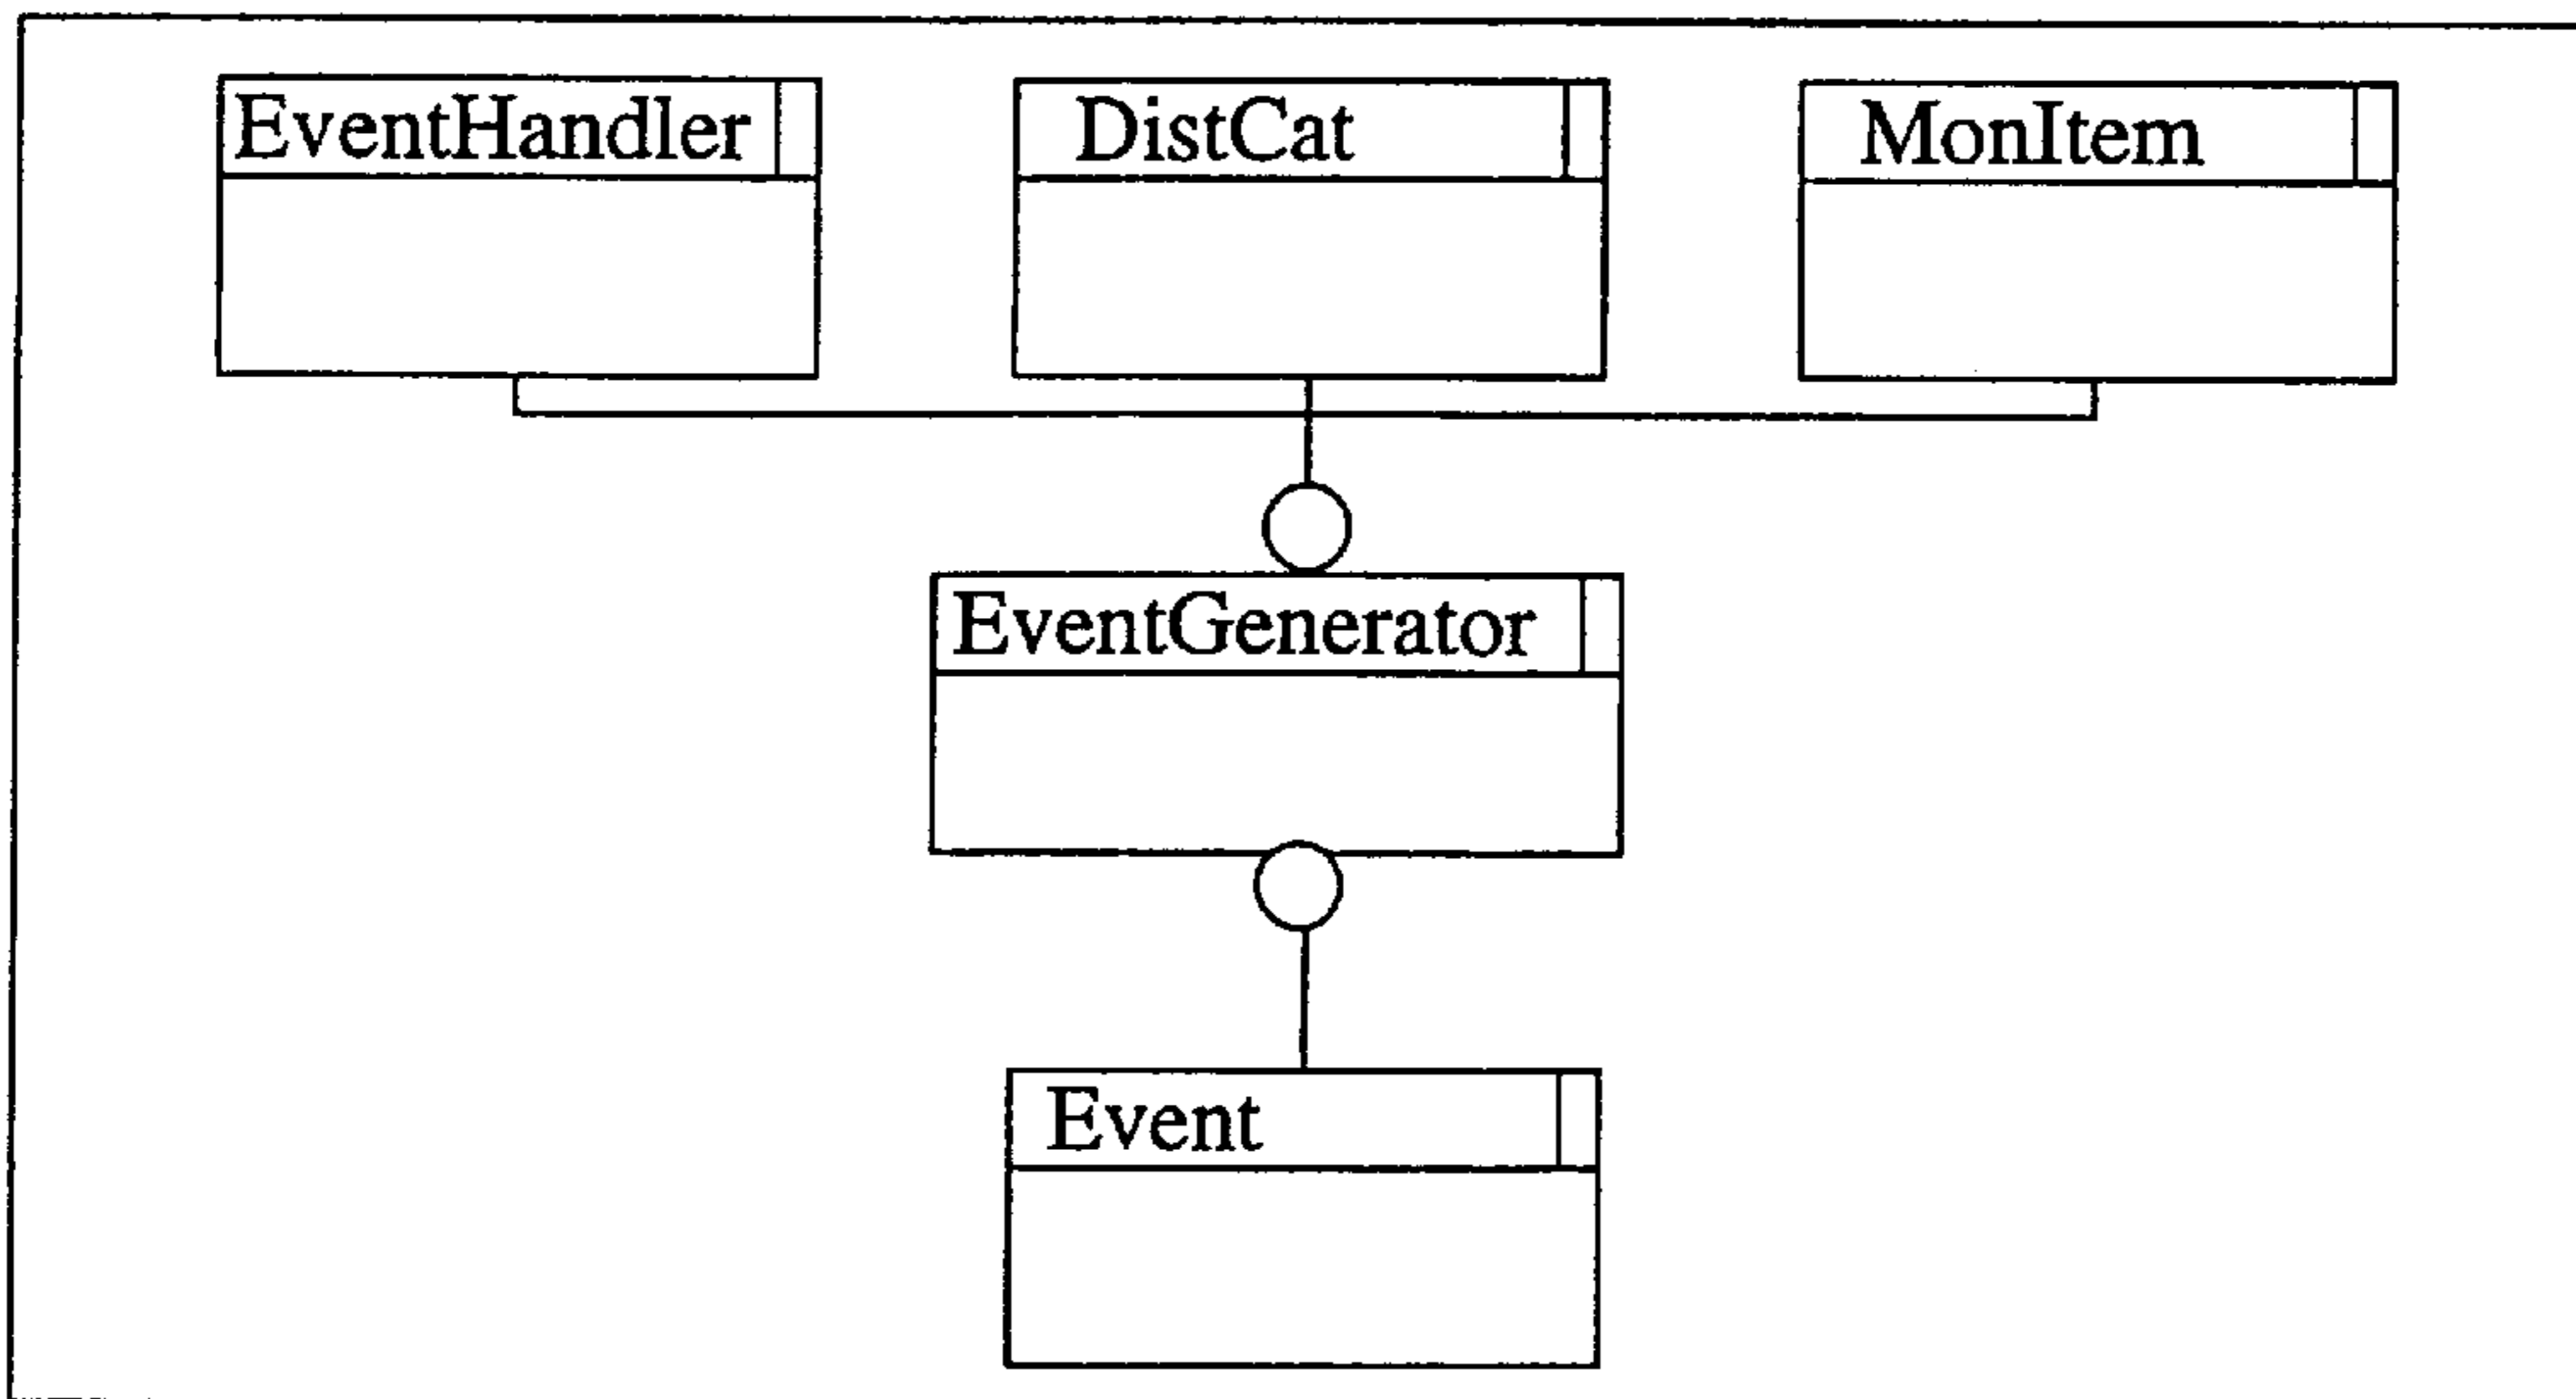 EventHandler
DistCat
MonItem
EventGenerator
Event